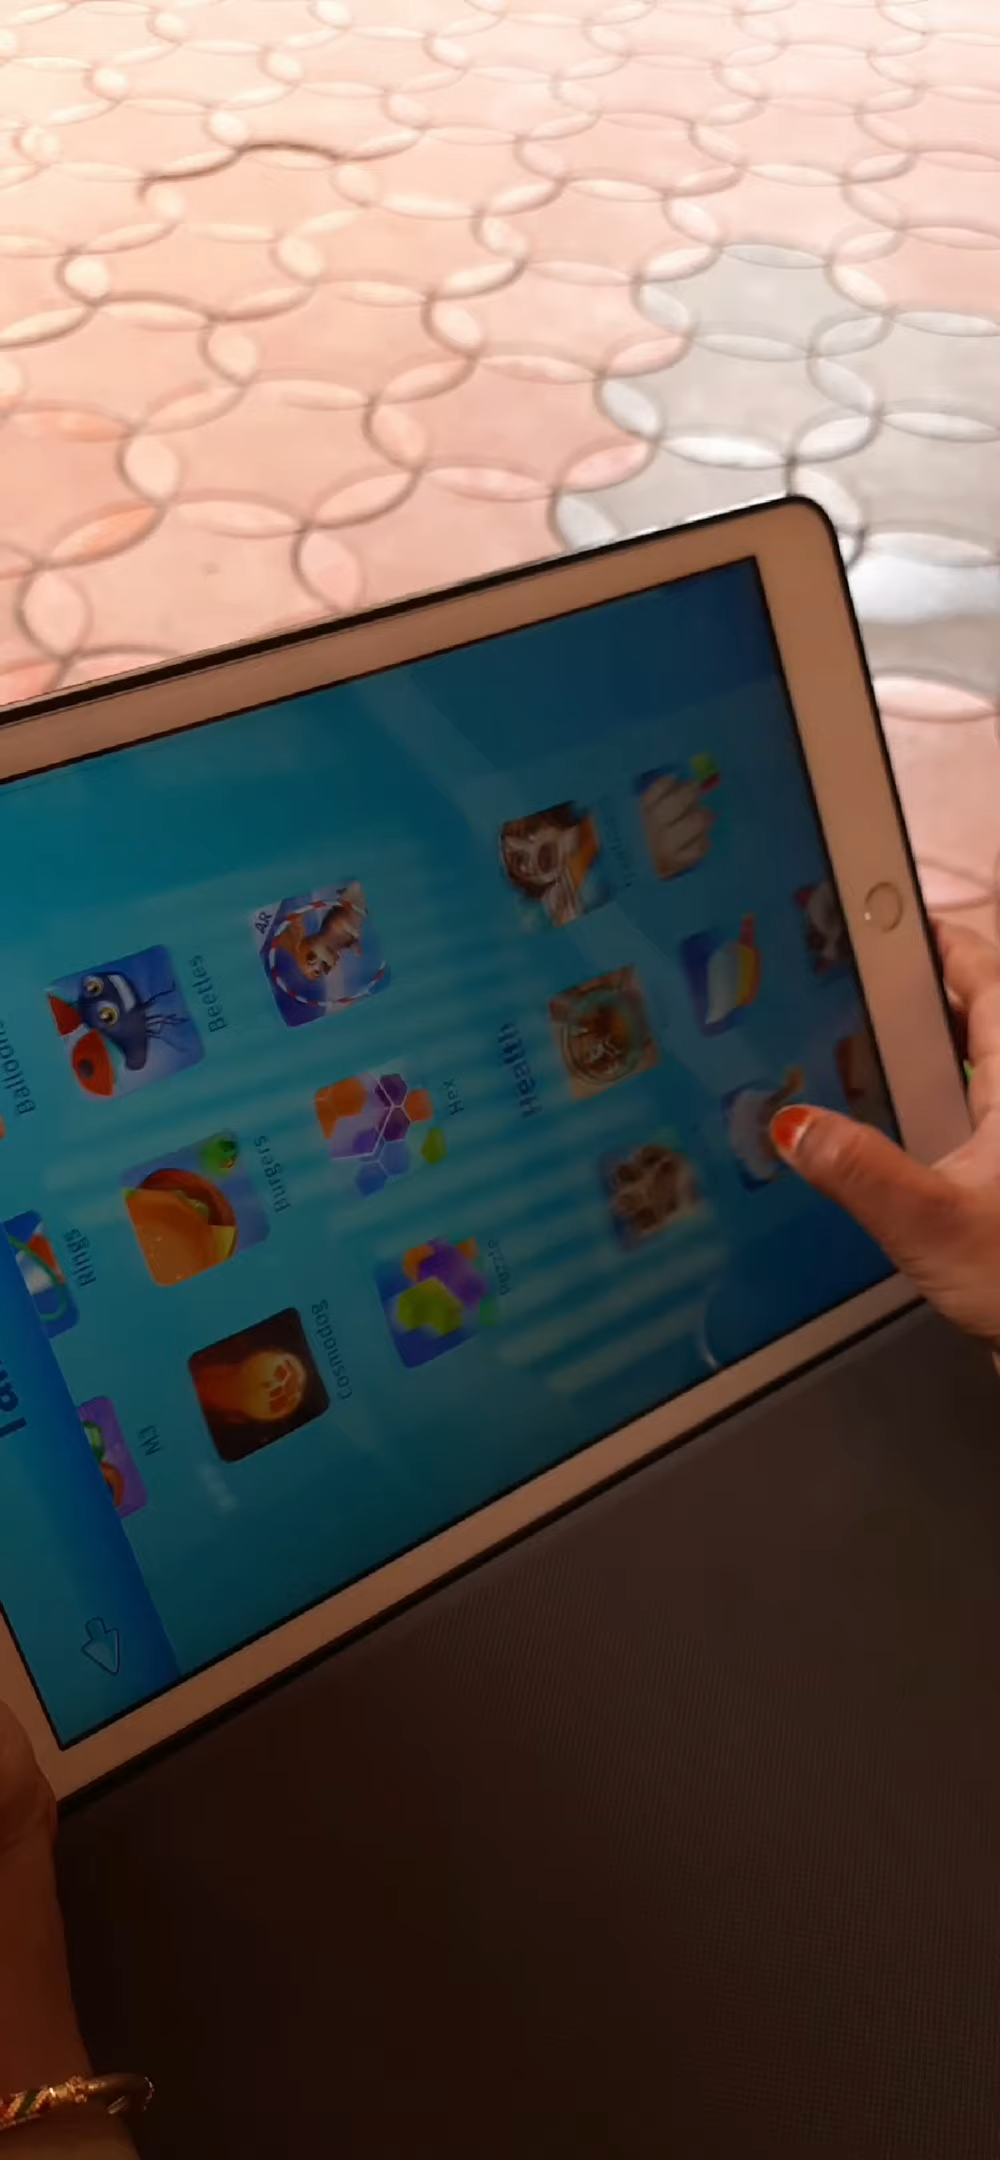 Balloons
Rings
M3
Beetles
Burgers
Cosmodog
AR
Hex
Puzzle
Health